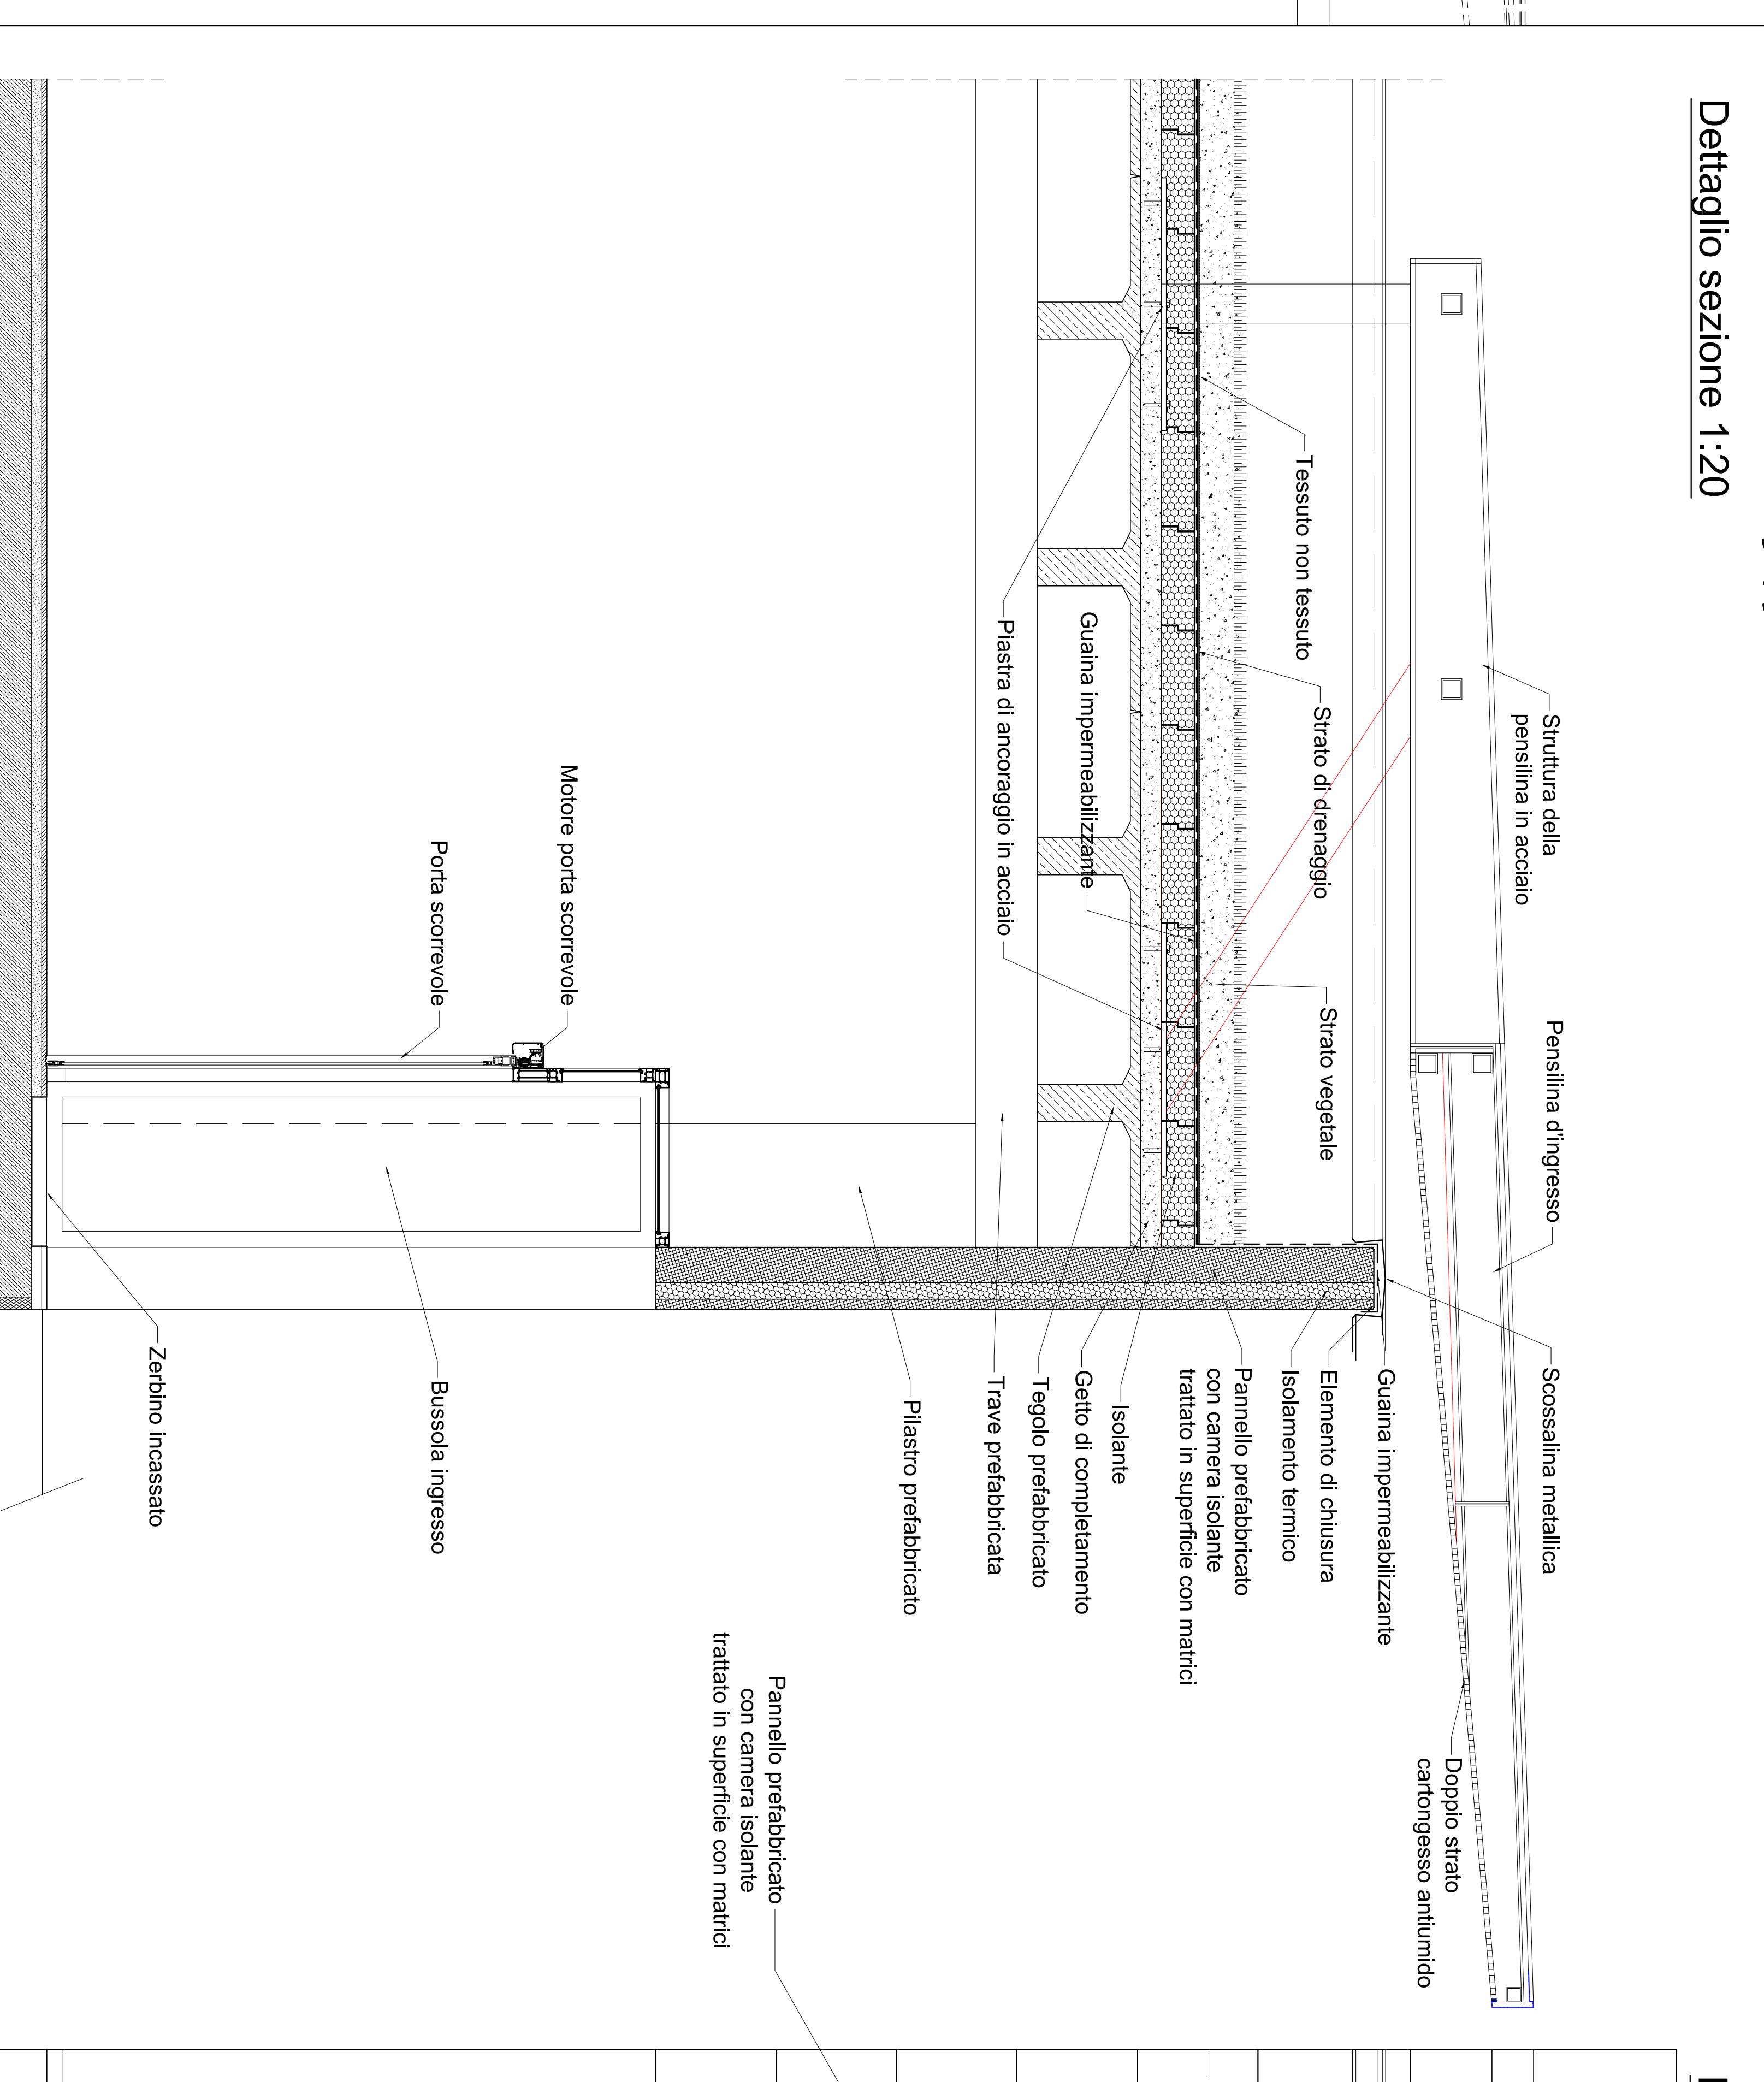 Dettaglio sezione 1:20
Struttura della
pensilina in acciaio
Pensilina d'ingresso
Scossalina metallica
Doppio strato
cartongesso antiumido
Tessuto non tessuto
Strato di drenaggio
Strato vegetale
Guaina impermeabilizzante
Piastra di ancoraggio in acciaio
Guaina impermeabilizzante
Elemento di chiusura
Isolamento termico
Pannello prefabbricato
con camera isolante
trattato in superficie con matrici
Isolante
Getto di completamento
Tegolo prefabbricato
Trave prefabbricata
Pilastro prefabbricato
Pannello prefabbricato
con camera isolante
trattato in superficie con matrici
Motore porta scorrevole
Porta scorrevole
Bussola ingresso
Zerbino incassato